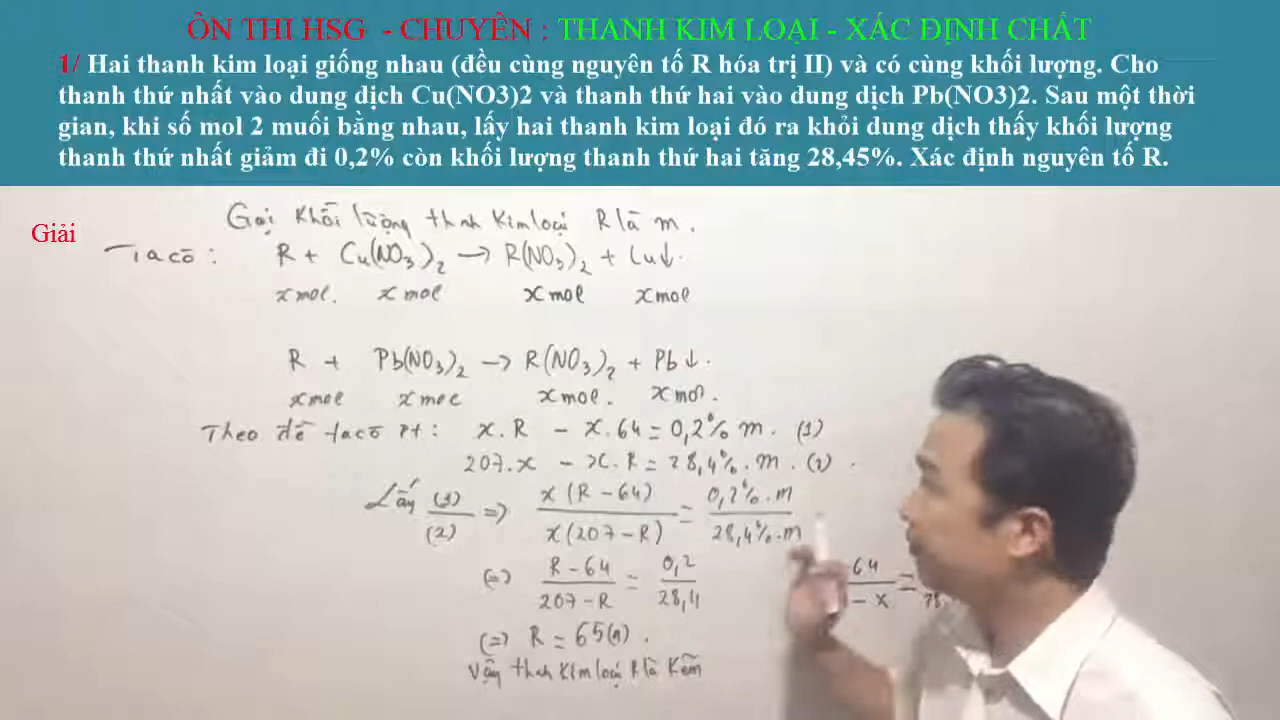 ÔN THI HSG - CHUYÊN : THANH KIM LOẠI - XÁC ĐỊNH CHẤT
1/ Hai thanh kim loại giống nhau (đều cùng nguyên tố R hóa trị II) và có cùng khối lượng. Cho
thanh thứ nhất vào dung dịch Cu(NO3)2 và thanh thứ hai vào dung dịch Pb(NO3)2. Sau một thời
gian, khi số mol 2 muối bằng nhau, lấy hai thanh kim loại đó ra khỏi dung dịch thấy khối lượng
thanh thứ nhất giảm đi 0,2% còn khối lượng thanh thứ hai tăng 28,45%. Xác định nguyên tố R.
Giải
Gọi khối lượng thanh kim loại R là m.
Ta có : R + Cu(NO3)2 → R(NO3)2 + Cu↓.
x mol. x mol x mol x mol
R + Pb(NO3)2 → R(NO3)2 + Pb↓.
x mol x mol x mol. x mol.
Theo đề ta có pt : x.R - x.64 = 0,2% m. (1)
207.x - x.R = 28,4%.m. (2).
Lấy (1)/(2) => x(R-64)/x(207-R) = 0,2%.m/28,4%.m
(=) R-64/207-R = 0,2/28,4
64/- x =
(=) R = 65(n).
Vậy thanh kim loại R là Kẽm